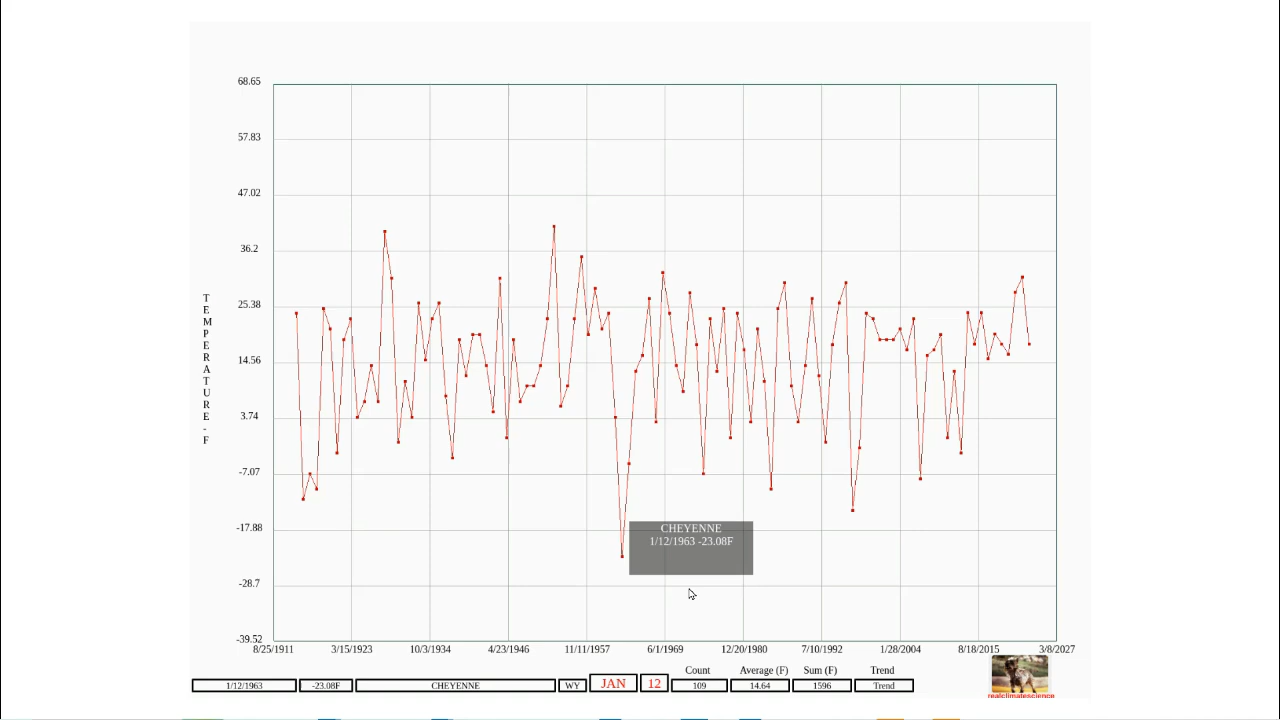 68.65
57.83
47.02
36.2
25.38
14.56
3.74
-7.07
-17.88
-28.7
-39.52
TEMPERATURE-F
CHEYENNE
1/12/1963 -23.08F
8/25/1911 3/15/1923 10/3/1934 4/23/1946 11/11/1957 6/1/1969 12/20/1980 7/10/1992 1/28/2004 8/18/2015 3/8/2027
Count Average (F) Sum (F) Trend
1/12/1963 -23.08F CHEYENNE WY JAN 12 109 14.64 1596 Trend
realclimatescience